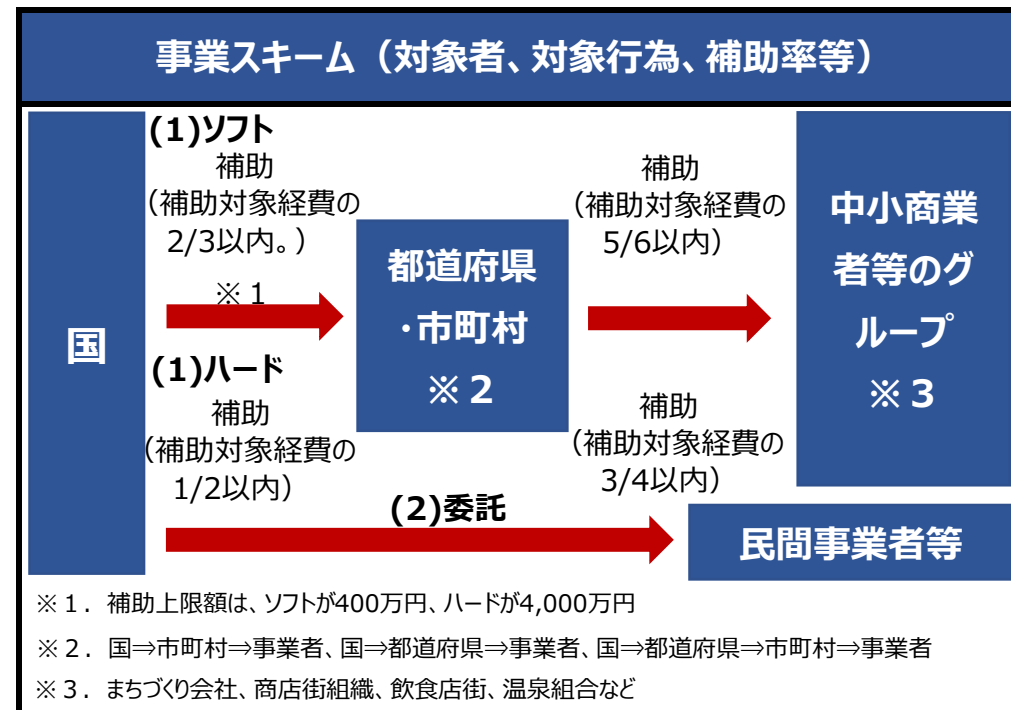 事業スキーム（対象者、対象行為、補助率等）
国
(1)ソフト
補助
（補助対象経費の
2/3以内。）
※１
(1)ハード
補助
（補助対象経費の
1/2以内）
都道府県
・市町村
※２
補助
（補助対象経費の
5/6以内）
補助
（補助対象経費の
3/4以内）
中小商業
者等のグ
ループ
※３
(2)委託
民間事業者等
※１．補助上限額は、ソフトが400万円、ハードが4,000万円
※２．国⇒市町村⇒事業者、国⇒都道府県⇒事業者、国⇒都道府県⇒市町村⇒事業者
※３．まちづくり会社、商店街組織、飲食店街、温泉組合など